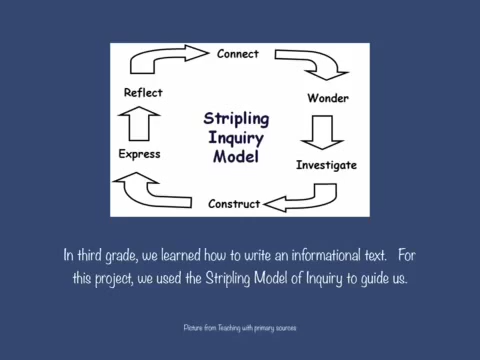 Connect
Reflect
Wonder
Stripling
Inquiry
Model
Express
Investigate
Construct
In third grade, we learned how to write an informational text. For
this project, we used the Stripling Model of Inquiry to guide us.
Picture from Teaching with primary sources